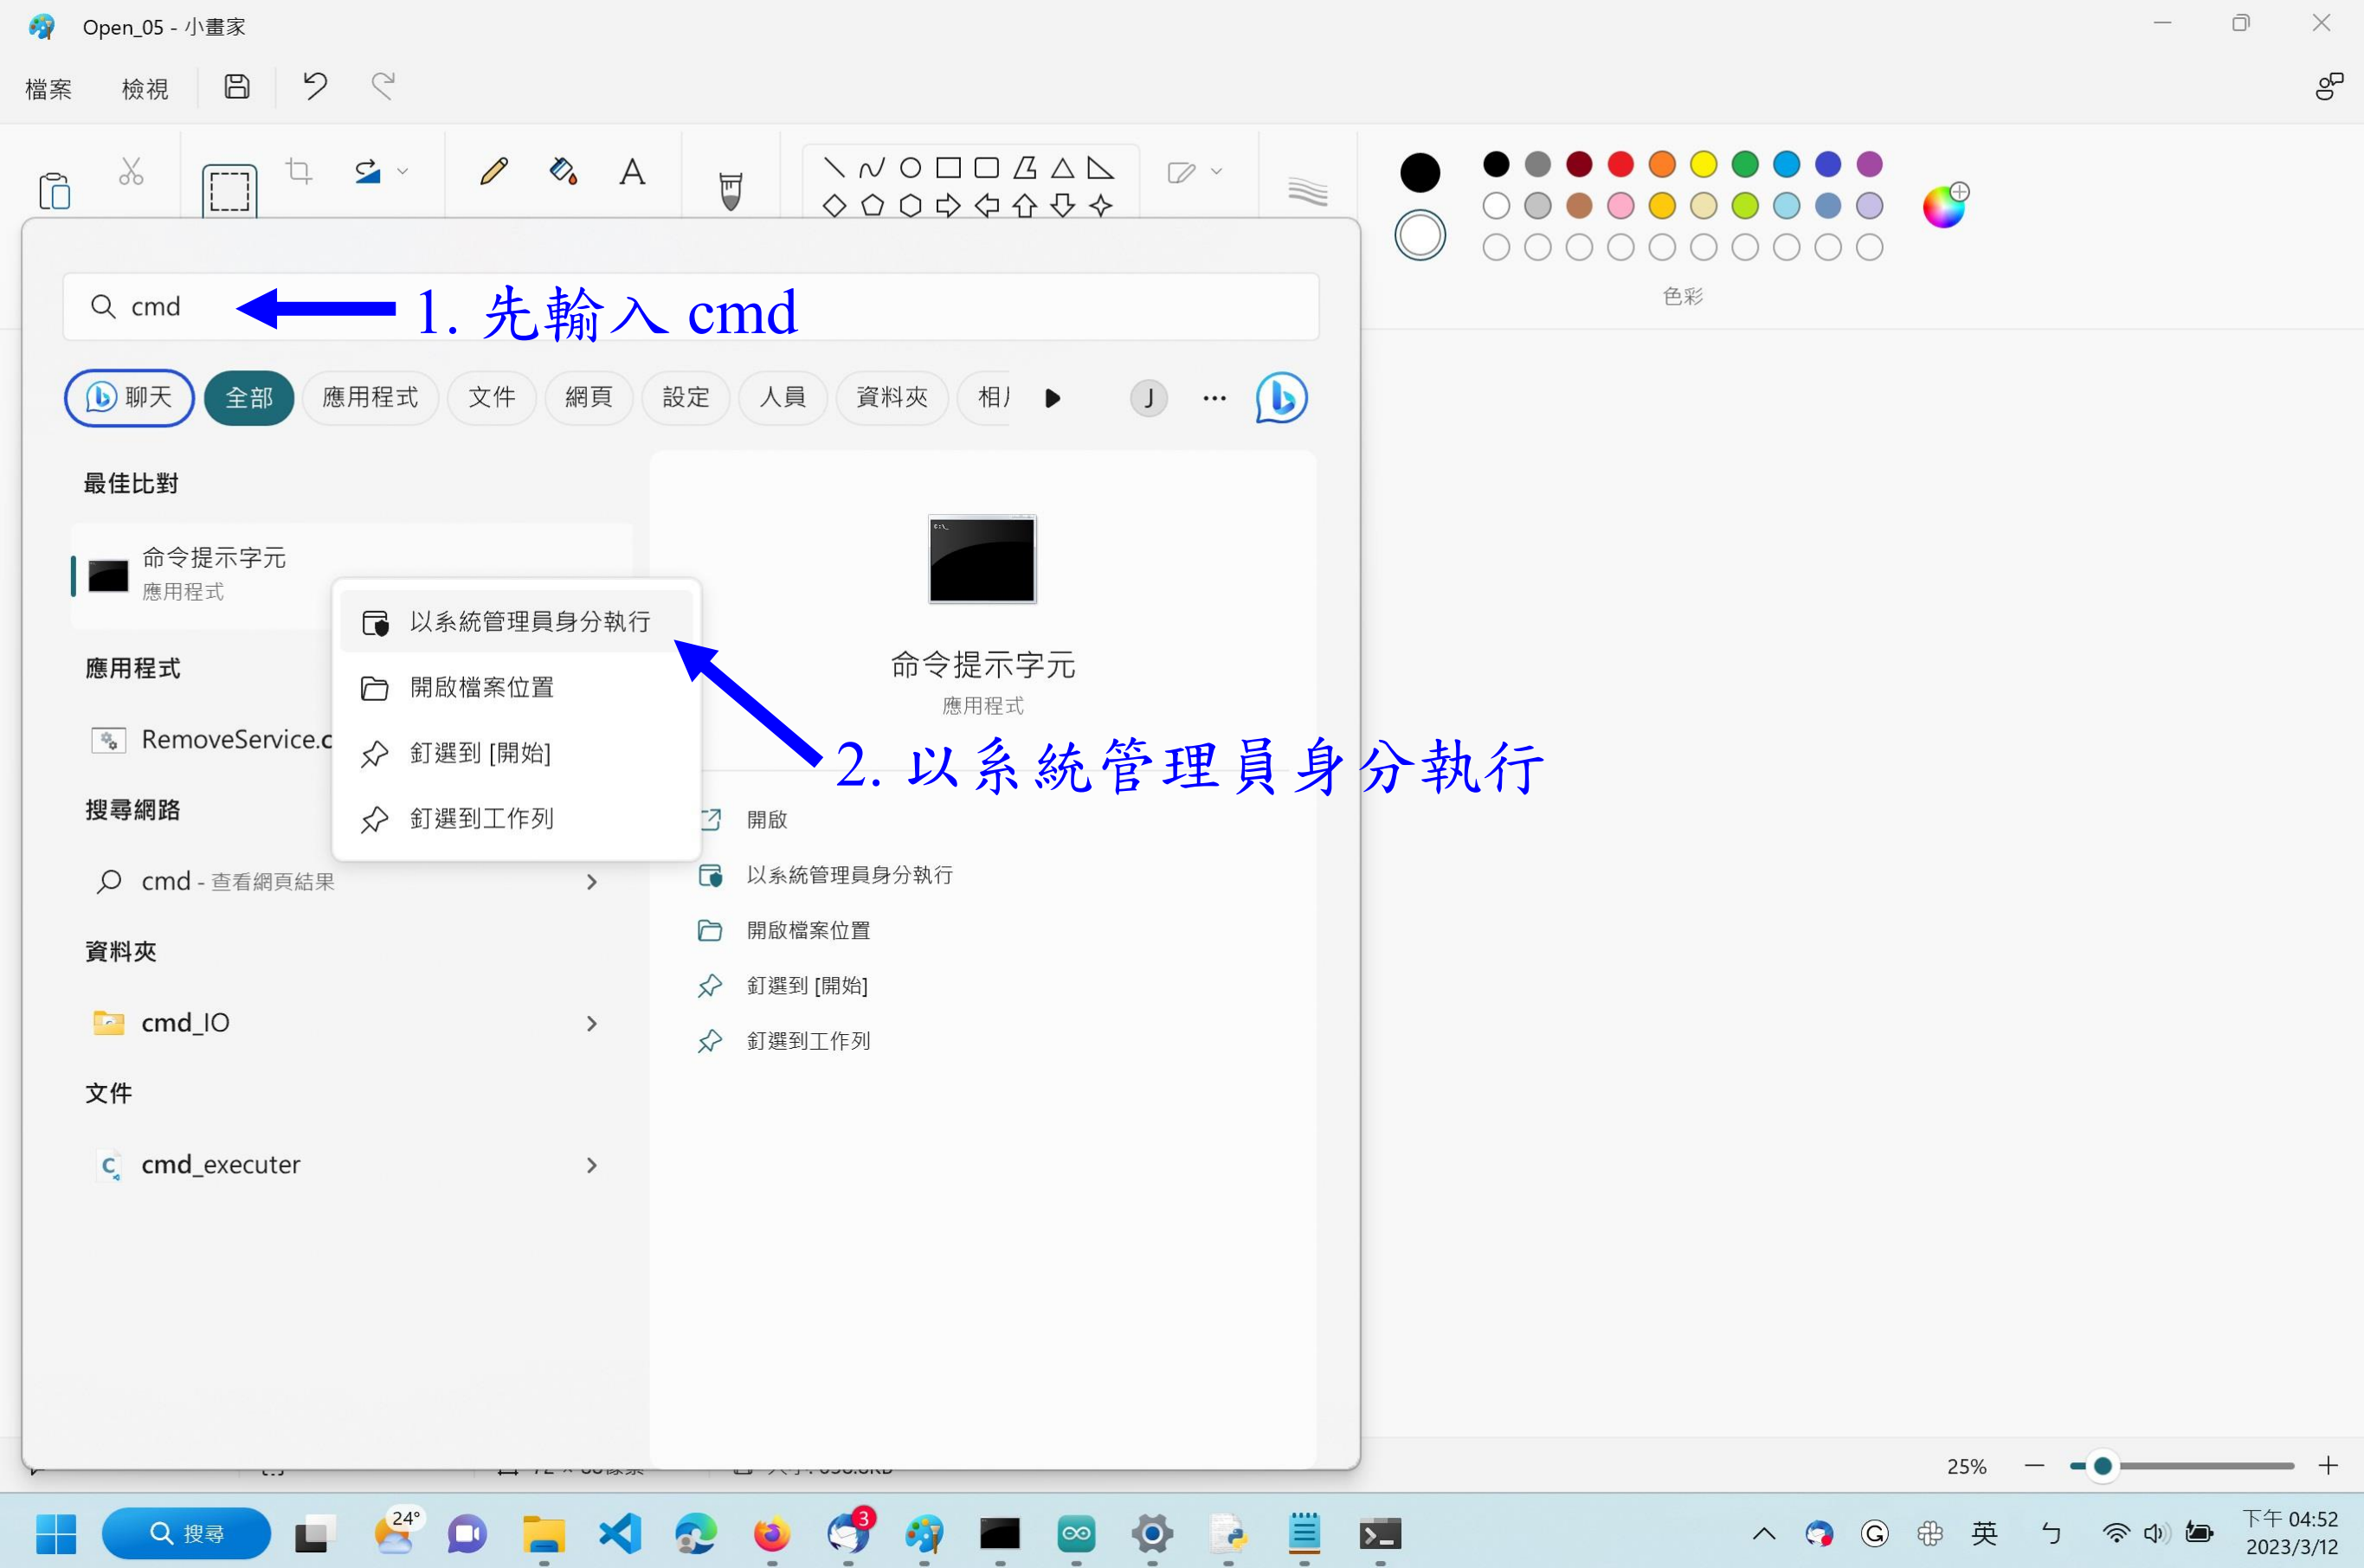 Open_05 - 小畫家
檔案 檢視
色彩
cmd
1. 先輸入 cmd
聊天 全部 應用程式 文件 網頁 設定 人員 資料夾 J
最佳比對
命令提示字元
應用程式
以系統管理員身分執行
開啟檔案位置
釘選到 [開始]
釘選到工作列
應用程式
RemoveService.c
搜尋網路
cmd - 查看網頁結果
資料夾
cmd_IO
文件
cmd_executer
命令提示字元
應用程式
2. 以系統管理員身分執行
開啟
以系統管理員身分執行
開啟檔案位置
釘選到 [開始]
釘選到工作列
25%
搜尋
24°
3
英
ㄅ
下午 04:52
2023/3/12